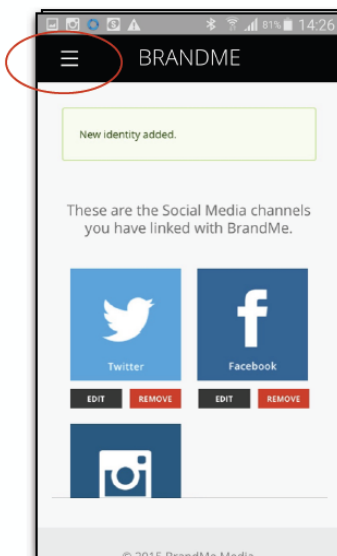 81% 14:26
BRANDME
New identity added.
These are the Social Media channels
you have linked with BrandMe.
Twitter Facebook
EDIT REMOVE EDIT REMOVE
© 2015 BrandMe Media